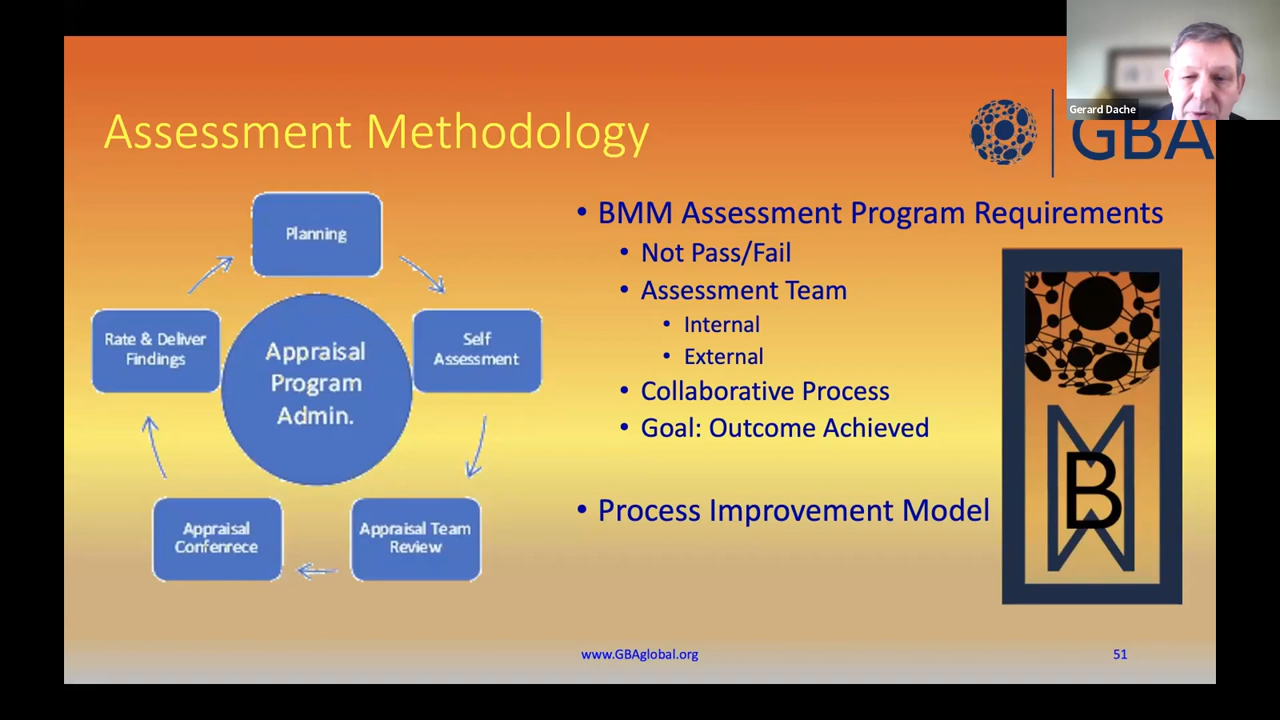 Gerard Dache
GBA
Assessment Methodology
Planning
Self
Assessment
Appraisal Team
Review
Appraisal
Confenrece
Rate & Deliver
Findings
Appraisal
Program
Admin.
• BMM Assessment Program Requirements
• Not Pass/Fail
• Assessment Team
• Internal
• External
• Collaborative Process
• Goal: Outcome Achieved
• Process Improvement Model
B
www.GBAglobal.org
51